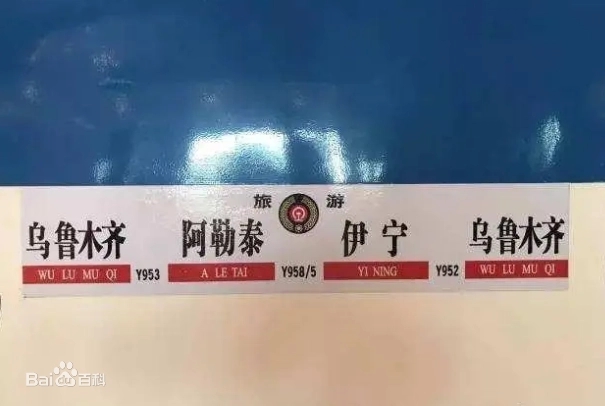 旅 游
乌鲁木齐 阿勒泰 伊宁 乌鲁木齐
WU LU MU QI Y953 A LE TAI Y958/5 YI NING Y952 WU LU MU QI
Bai百科